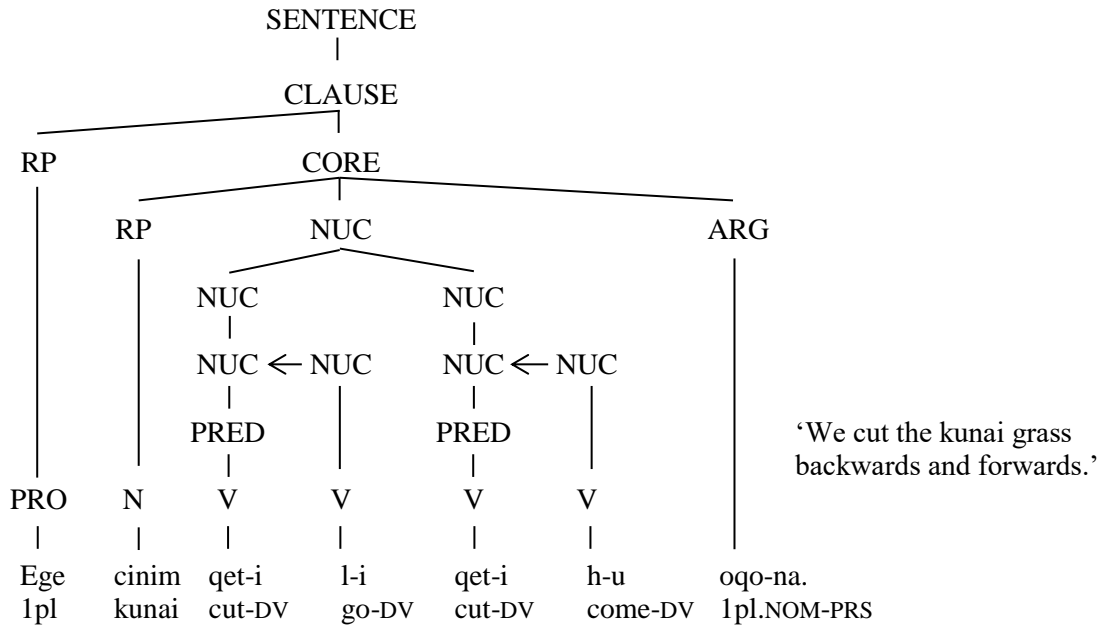 SENTENCE
CLAUSE
RP CORE
RP NUC ARG
NUC NUC
NUC NUC NUC NUC
PRED PRED
‘We cut the kunai grass
backwards and forwards.’
PRO N V V V V
Ege cinim qet-i l-i qet-i h-u oqo-na.
1pl kunai cut-DV go-DV cut-DV come-DV 1pl.NOM-PRS